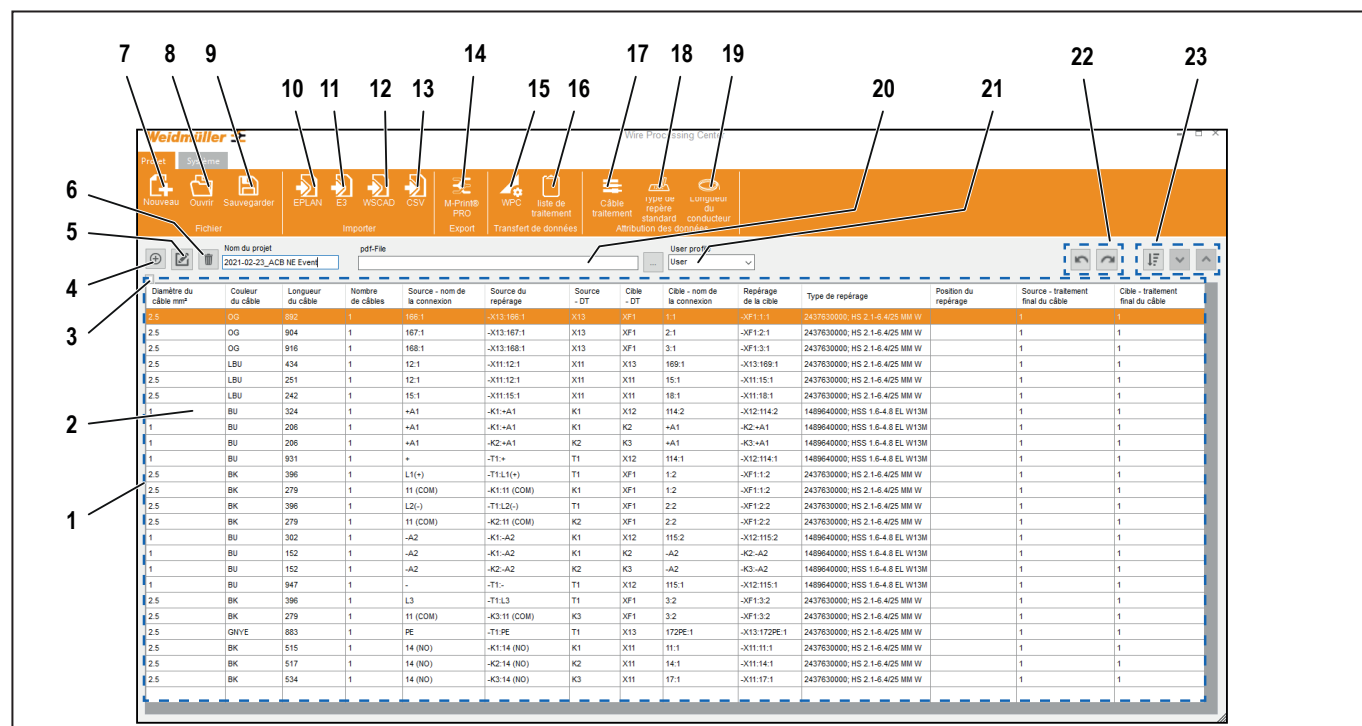 7 8 9 14 17 18 19 22 23
10 11 12 13 15 16 20 21
Weidmüller
Wire Processing Center
Projet Système
Nouveau Ouvrir Sauvegarder EPLAN E3 WSCAD CSV M-Print® PRO WPC liste de traitement Câble traitement Type de repère standard Longueur du conducteur
Fichier Importer Export Transfert de données Attribution des données
6
5
4
3
2
1
Nom du projet pdf-File User profile
2021-02-23_ACB NE Event ... User
Diamètre du câble mm² Couleur du câble Longueur du câble Nombre de câbles Source - nom de la connexion Source du repérage Source - DT Cible - DT Cible - nom de la connexion Repérage de la cible Type de repérage Position du repérage Source - traitement final du câble Cible - traitement final du câble
2.5 OG 892 1 166:1 -X13:166:1 X13 XF1 1:1 -XF1:1:1 2437630000; HS 2.1-6.4/25 MM W 1 1
2.5 OG 904 1 167:1 -X13:167:1 X13 XF1 2:1 -XF1:2:1 2437630000; HS 2.1-6.4/25 MM W 1 1
2.5 OG 916 1 168:1 -X13:168:1 X13 XF1 3:1 -XF1:3:1 2437630000; HS 2.1-6.4/25 MM W 1 1
2.5 LBU 434 1 12:1 -X11:12:1 X11 X13 169:1 -X13:169:1 2437630000; HS 2.1-6.4/25 MM W 1 1
2.5 LBU 251 1 12:1 -X11:12:1 X11 X11 15:1 -X11:15:1 2437630000; HS 2.1-6.4/25 MM W 1 1
2.5 LBU 242 1 15:1 -X11:15:1 X11 X11 18:1 -X11:18:1 2437630000; HS 2.1-6.4/25 MM W 1 1
1 BU 324 1 +A1 -K1:+A1 K1 X12 114:2 -X12:114:2 1489640000; HSS 1.6-4.8 EL W13M 1 1
1 BU 206 1 +A1 -K1:+A1 K1 K2 +A1 -K2:+A1 1489640000; HSS 1.6-4.8 EL W13M 1 1
1 BU 206 1 +A1 -K2:+A1 K2 K3 +A1 -K3:+A1 1489640000; HSS 1.6-4.8 EL W13M 1 1
1 BU 931 1 + -T1:+ T1 X12 114:1 -X12:114:1 1489640000; HSS 1.6-4.8 EL W13M 1 1
2.5 BK 396 1 L1(+) -T1:L1(+) T1 XF1 1:2 -XF1:1:2 2437630000; HS 2.1-6.4/25 MM W 1 1
2.5 BK 279 1 11 (COM) -K1:11 (COM) K1 XF1 1:2 -XF1:1:2 2437630000; HS 2.1-6.4/25 MM W 1 1
2.5 BK 396 1 L2(-) -T1:L2(-) T1 XF1 2:2 -XF1:2:2 2437630000; HS 2.1-6.4/25 MM W 1 1
2.5 BK 279 1 11 (COM) -K2:11 (COM) K2 XF1 2:2 -XF1:2:2 2437630000; HS 2.1-6.4/25 MM W 1 1
1 BU 302 1 -A2 -K1:-A2 K1 X12 115:2 -X12:115:2 1489640000; HSS 1.6-4.8 EL W13M 1 1
1 BU 152 1 -A2 -K1:-A2 K1 K2 -A2 -K2:-A2 1489640000; HSS 1.6-4.8 EL W13M 1 1
1 BU 152 1 -A2 -K2:-A2 K2 K3 -A2 -K3:-A2 1489640000; HSS 1.6-4.8 EL W13M 1 1
1 BU 947 1 - -T1:- T1 X12 115:1 -X12:115:1 1489640000; HSS 1.6-4.8 EL W13M 1 1
2.5 BK 396 1 L3 -T1:L3 T1 XF1 3:2 -XF1:3:2 2437630000; HS 2.1-6.4/25 MM W 1 1
2.5 BK 279 1 11 (COM) -K3:11 (COM) K3 XF1 3:2 -XF1:3:2 2437630000; HS 2.1-6.4/25 MM W 1 1
2.5 GNYE 883 1 PE -T1:PE T1 X13 172PE:1 -X13:172PE:1 2437630000; HS 2.1-6.4/25 MM W 1 1
2.5 BK 515 1 14 (NO) -K1:14 (NO) K1 X11 11:1 -X11:11:1 2437630000; HS 2.1-6.4/25 MM W 1 1
2.5 BK 517 1 14 (NO) -K2:14 (NO) K2 X11 14:1 -X11:14:1 2437630000; HS 2.1-6.4/25 MM W 1 1
2.5 BK 534 1 14 (NO) -K3:14 (NO) K3 X11 17:1 -X11:17:1 2437630000; HS 2.1-6.4/25 MM W 1 1